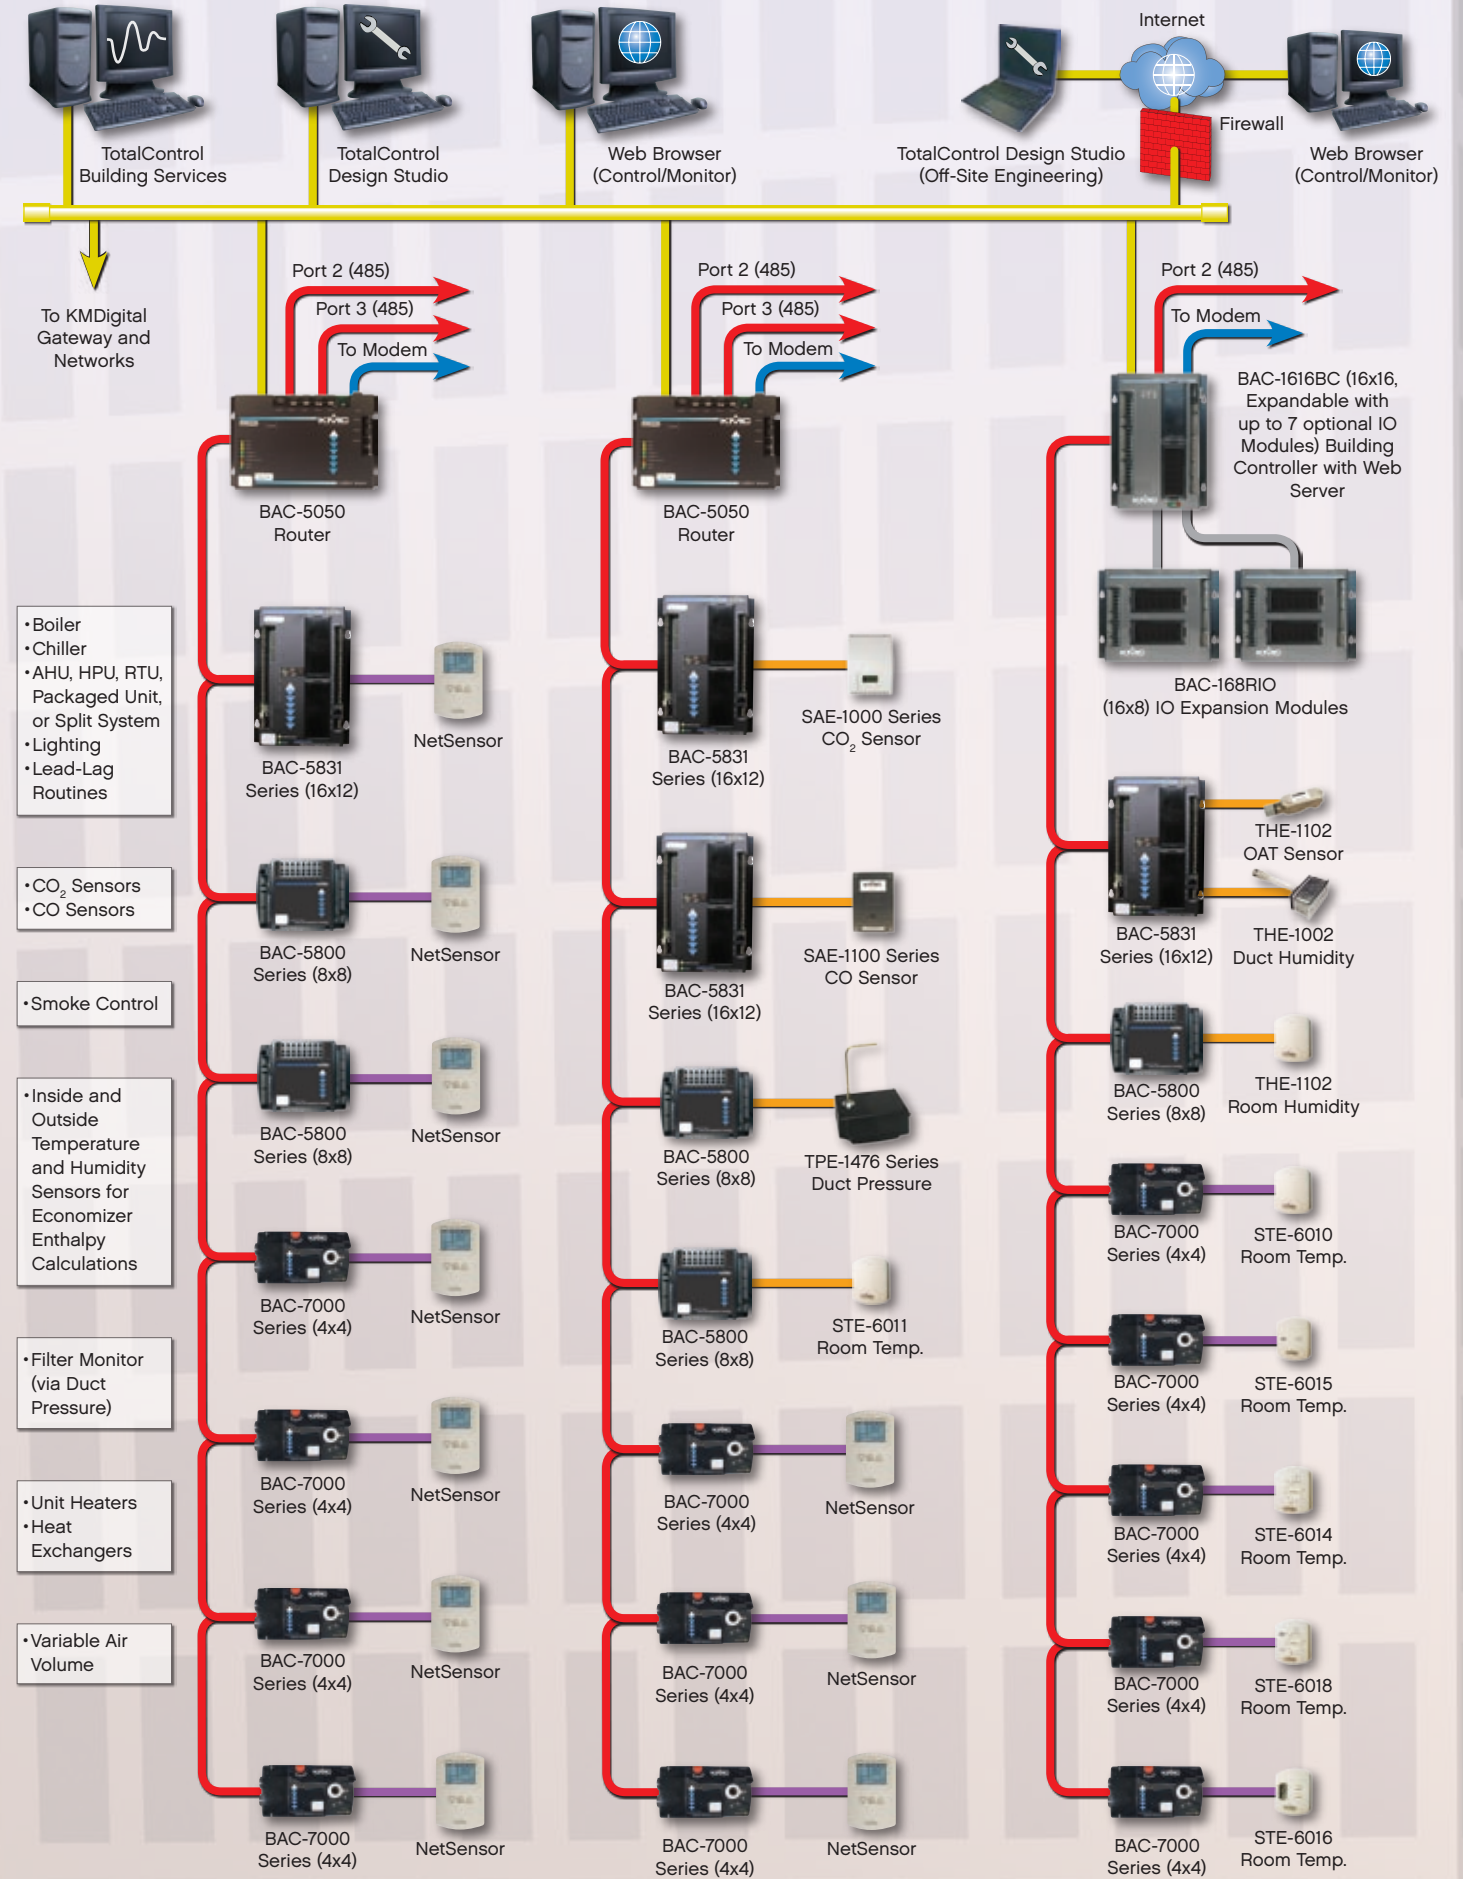 Internet
Firewall
TotalControl
Building Services
TotalControl
Design Studio
Web Browser
(Control/Monitor)
TotalControl Design Studio
(Off-Site Engineering)
Web Browser
(Control/Monitor)
To KMDigital
Gateway and
Networks
Port 2 (485)
Port 3 (485)
To Modem
Port 2 (485)
Port 3 (485)
To Modem
Port 2 (485)
To Modem
KMC
BAC-5050
Router
KMC
BAC-5050
Router
BAC-1616BC (16x16,
Expandable with
up to 7 optional IO
Modules) Building
Controller with Web
Server
BAC-168RIO
(16x8) IO Expansion Modules
•Boiler
•Chiller
•AHU, HPU, RTU,
Packaged Unit,
or Split System
•Lighting
•Lead-Lag
Routines
•CO₂ Sensors
•CO Sensors
•Smoke Control
•Inside and
Outside
Temperature
and Humidity
Sensors for
Economizer
Enthalpy
Calculations
•Filter Monitor
(via Duct
Pressure)
•Unit Heaters
•Heat
Exchangers
•Variable Air
Volume
BAC-5831
Series (16x12)
NetSensor
BAC-5800
Series (8x8)
NetSensor
BAC-5800
Series (8x8)
NetSensor
BAC-7000
Series (4x4)
NetSensor
BAC-7000
Series (4x4)
NetSensor
BAC-7000
Series (4x4)
NetSensor
BAC-7000
Series (4x4)
NetSensor
BAC-5831
Series (16x12)
SAE-1000 Series
CO₂ Sensor
BAC-5831
Series (16x12)
SAE-1100 Series
CO Sensor
BAC-5800
Series (8x8)
TPE-1476 Series
Duct Pressure
BAC-5800
Series (8x8)
STE-6011
Room Temp.
BAC-7000
Series (4x4)
NetSensor
BAC-7000
Series (4x4)
NetSensor
BAC-7000
Series (4x4)
NetSensor
BAC-5831
Series (16x12)
THE-1102
OAT Sensor
THE-1002
Duct Humidity
BAC-5800
Series (8x8)
THE-1102
Room Humidity
BAC-7000
Series (4x4)
STE-6010
Room Temp.
BAC-7000
Series (4x4)
STE-6015
Room Temp.
BAC-7000
Series (4x4)
STE-6014
Room Temp.
BAC-7000
Series (4x4)
STE-6018
Room Temp.
BAC-7000
Series (4x4)
STE-6016
Room Temp.